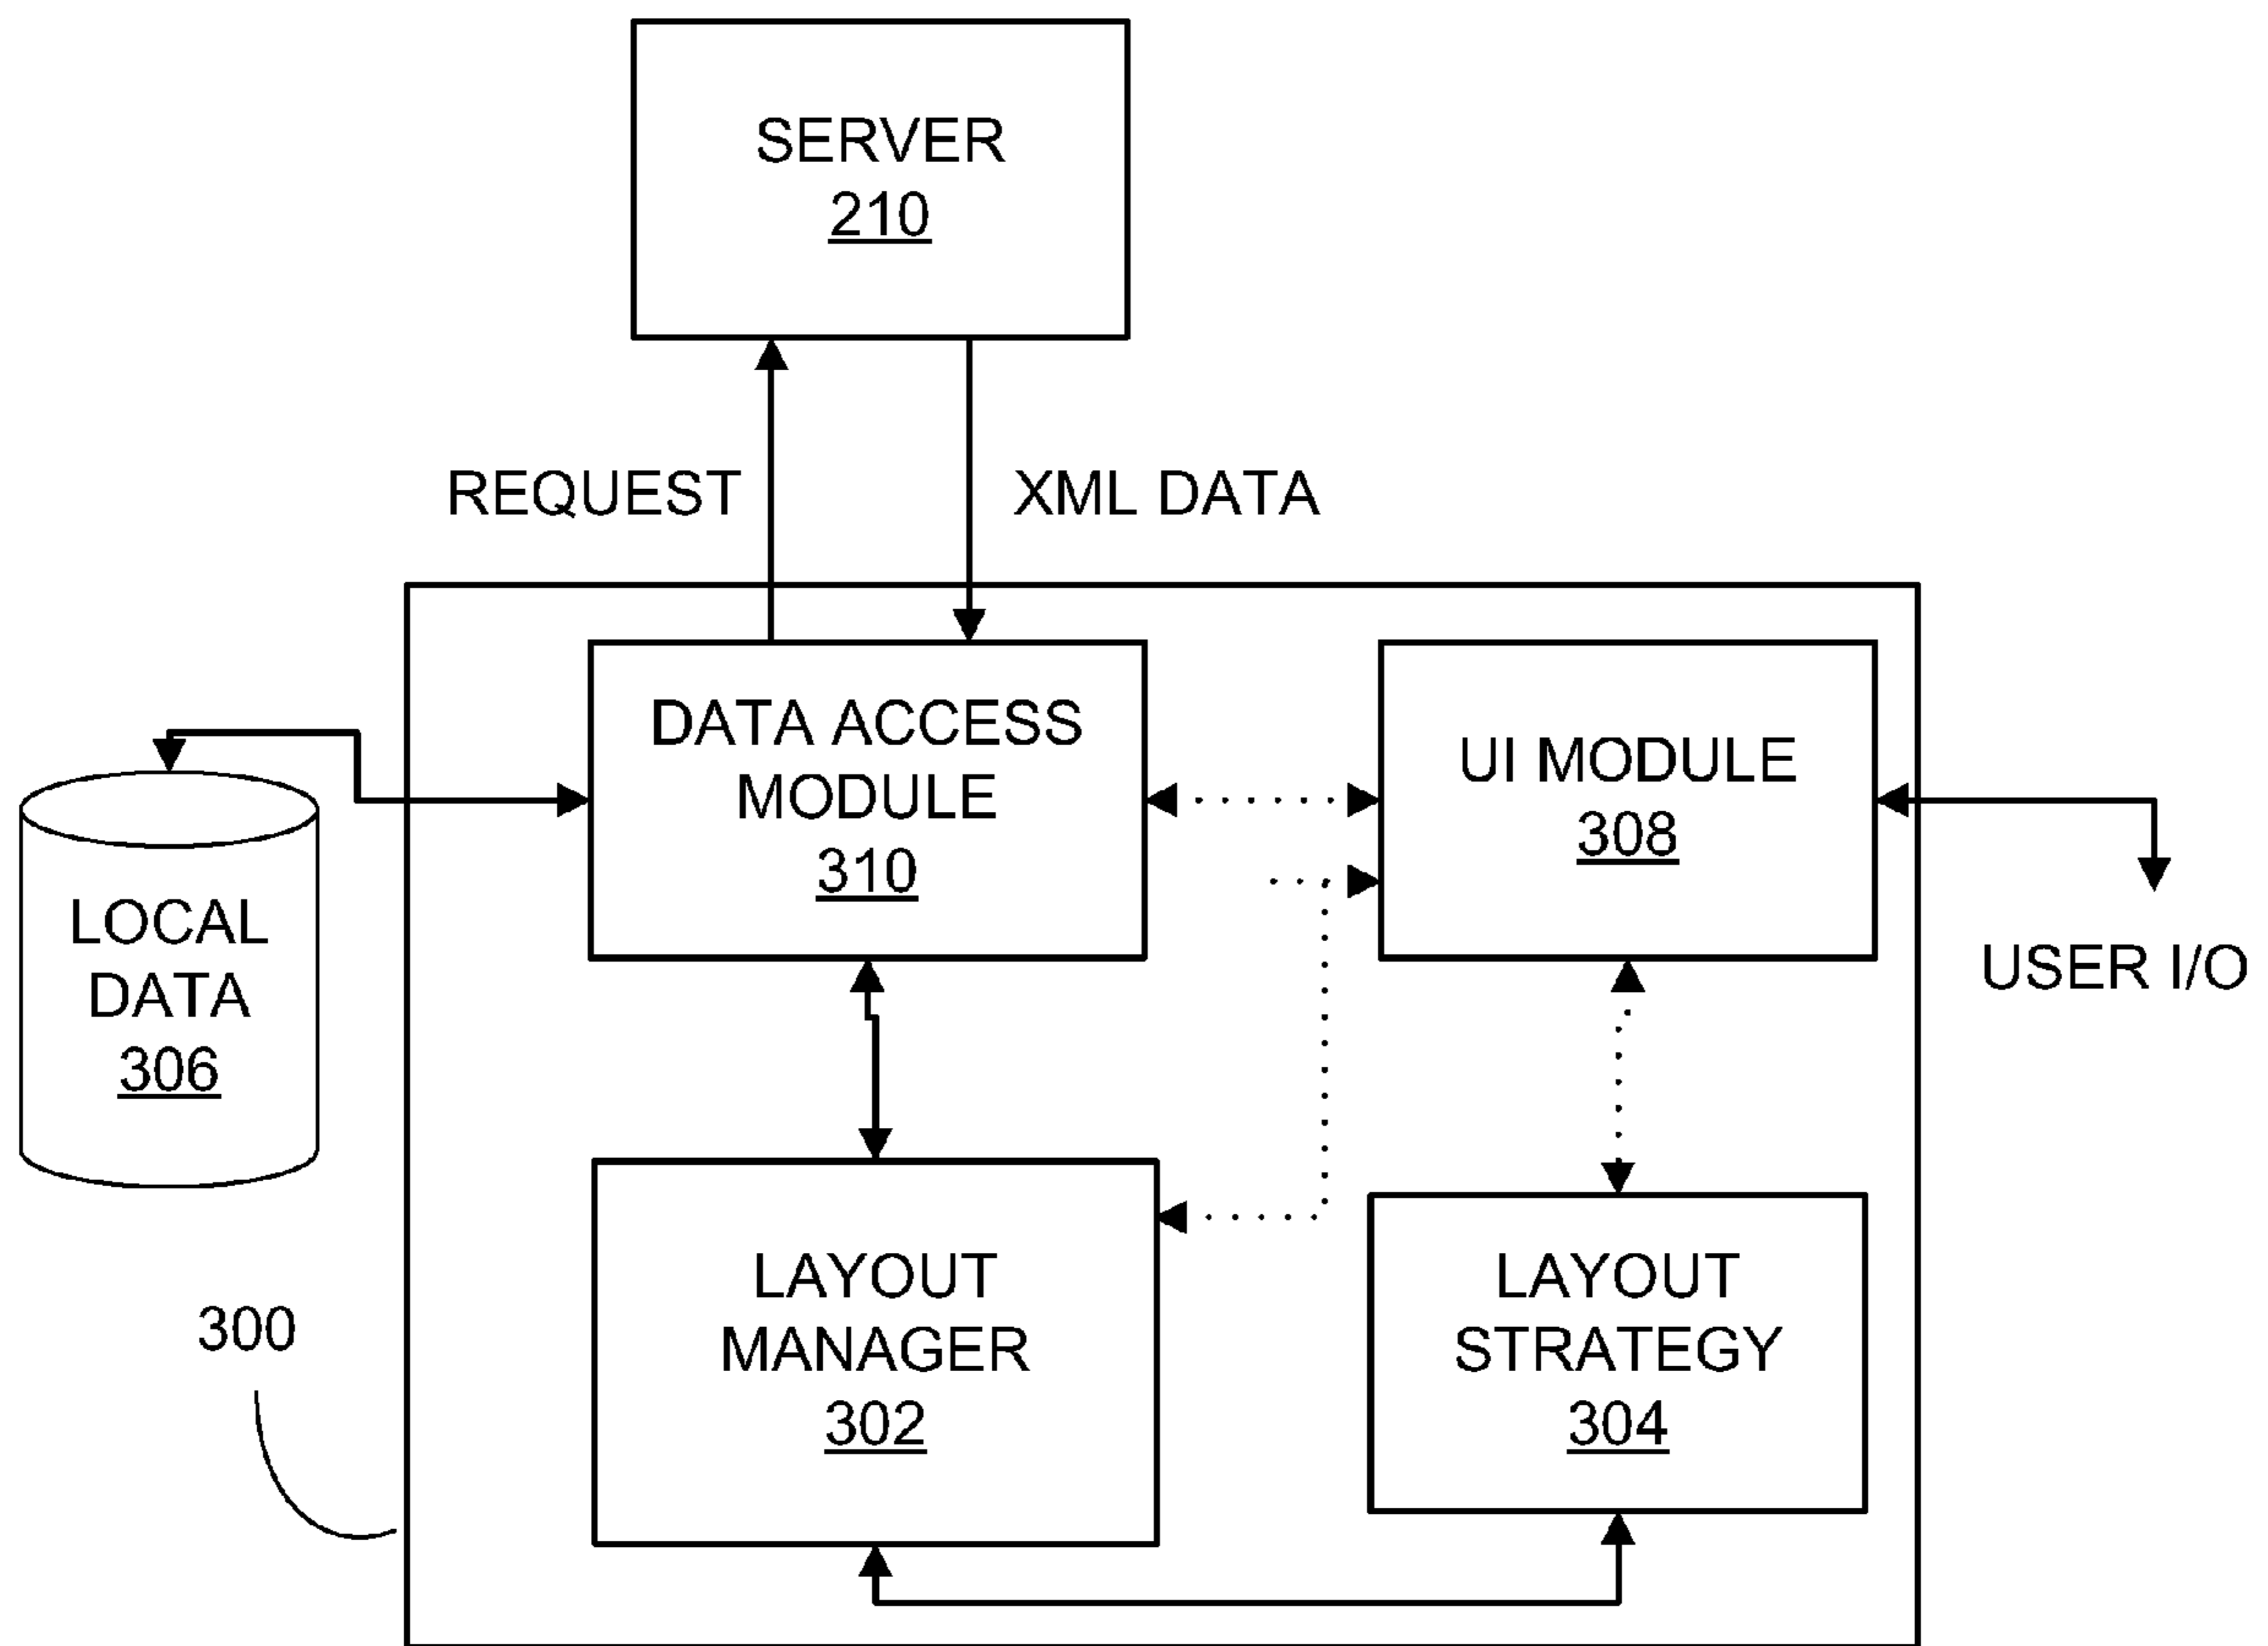 SERVER
210
REQUEST
XML DATA
DATA ACCESS
MODULE
310
UI MODULE
308
LOCAL
DATA
306
USER I/O
LAYOUT
MANAGER
302
LAYOUT
STRATEGY
304
300